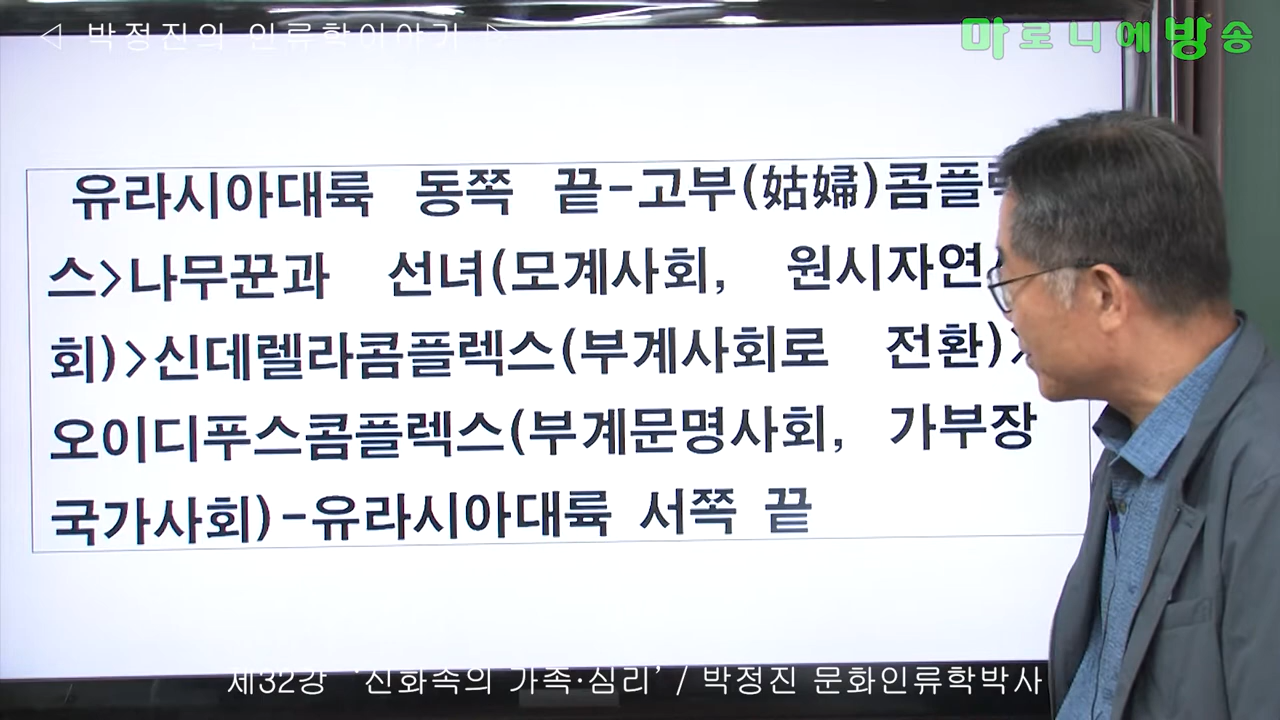 ◁ 박정진의 인류학이야기 ▷
마로니에방송
유라시아대륙 동쪽 끝-고부(姑婦)콤플
스>나무꾼과 선녀(모계사회, 원시자연
회)>신데렐라콤플렉스(부계사회로 전환)>
오이디푸스콤플렉스(부계문명사회, 가부장
국가사회)-유라시아대륙 서쪽 끝
제32강 '신화속의 가족·심리' / 박정진 문화인류학박사